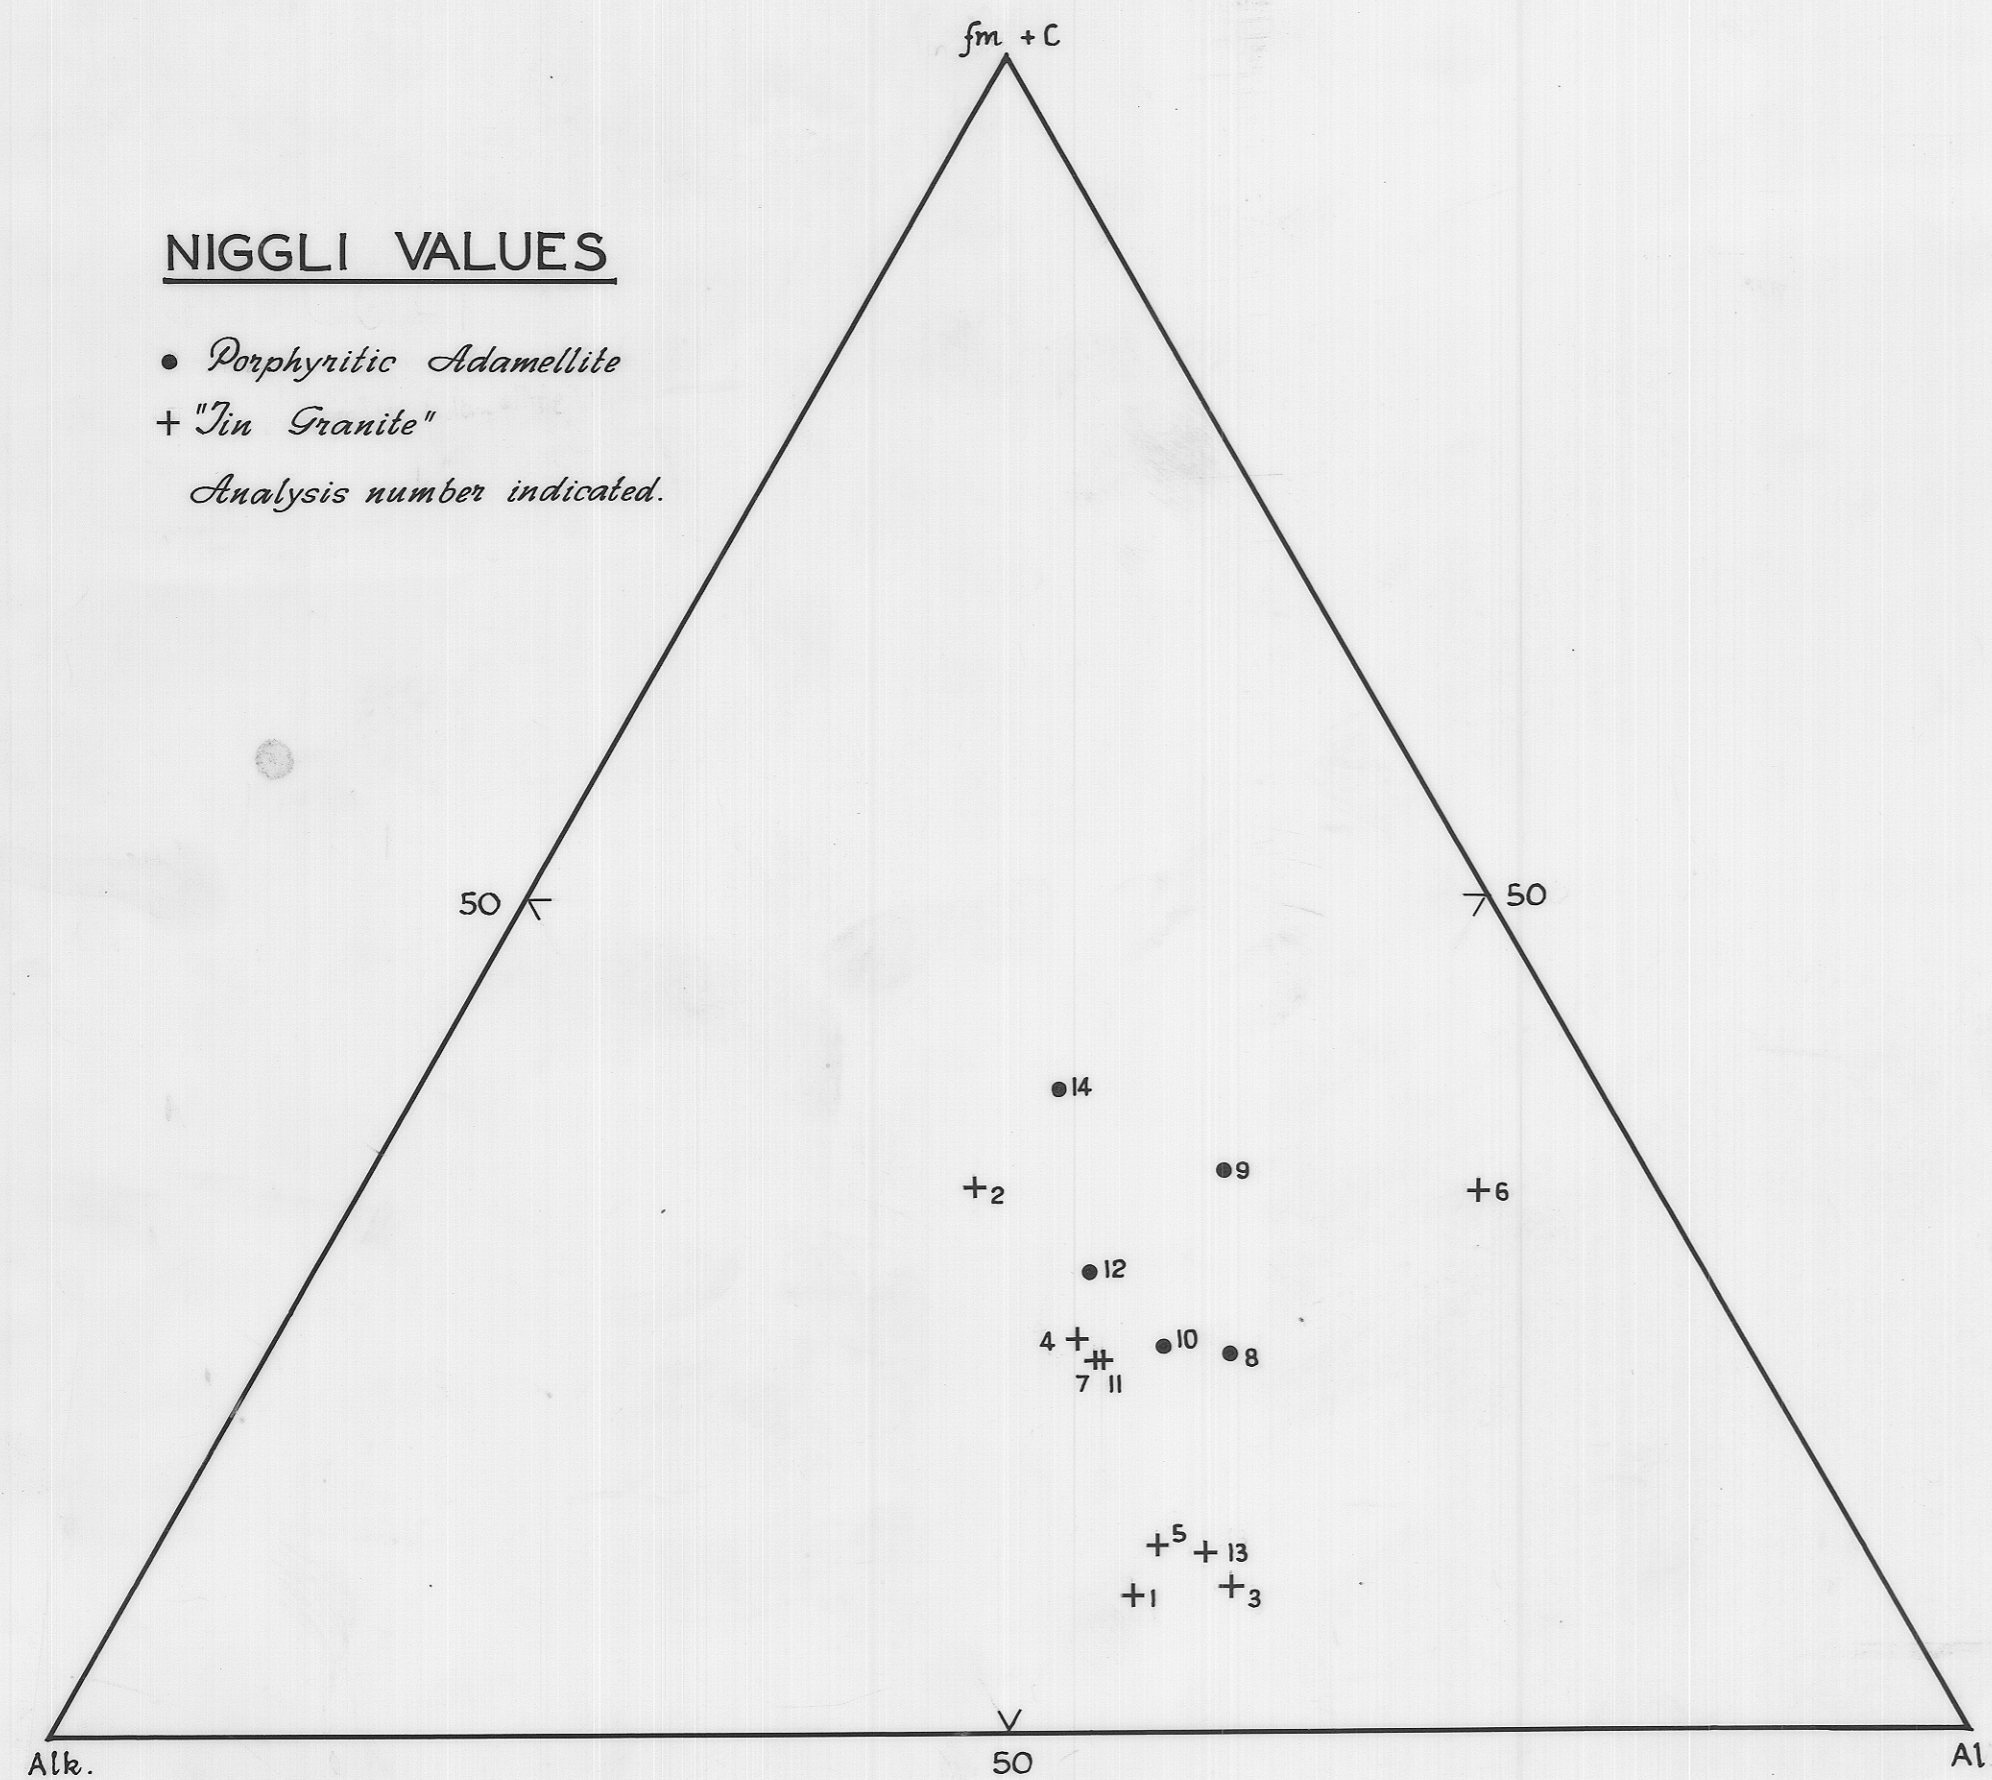 fm + C
NIGGLI VALUES
Porphyritic Adamellite
+ "Tin Granite"
Analysis number indicated.
50
50
14
9
2
6
12
4
10
8
7 11
5
13
1
3
Alk.
50
Al